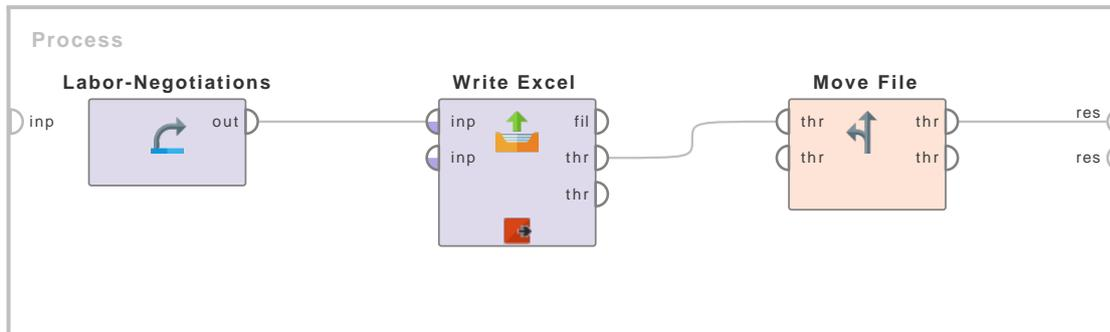 Process
Labor-Negotiations
Write Excel
Move File
inp
out
inp
fil
thr
thr
res
inp
thr
thr
thr
res
thr